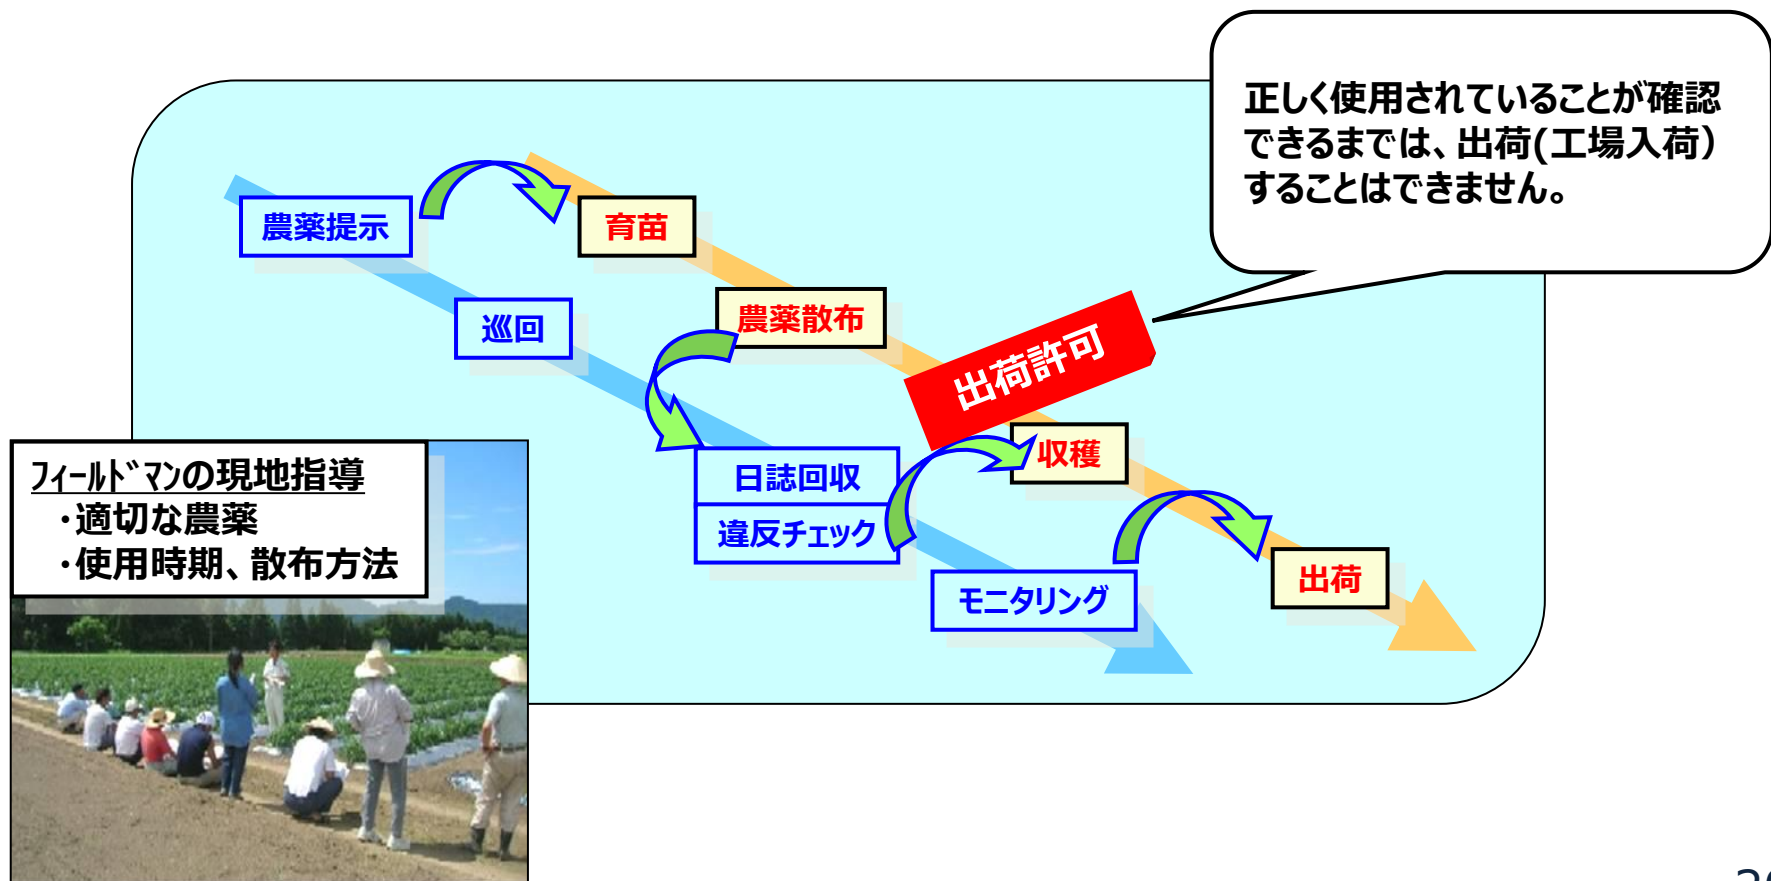 正しく使用されていることが確認
できるまでは、出荷(工場入荷)
することはできません。
農薬提示
育苗
巡回
農薬散布
出荷許可
日誌回収
違反チェック
収穫
モニタリング
出荷
フィールドマンの現地指導
・適切な農薬
・使用時期、散布方法